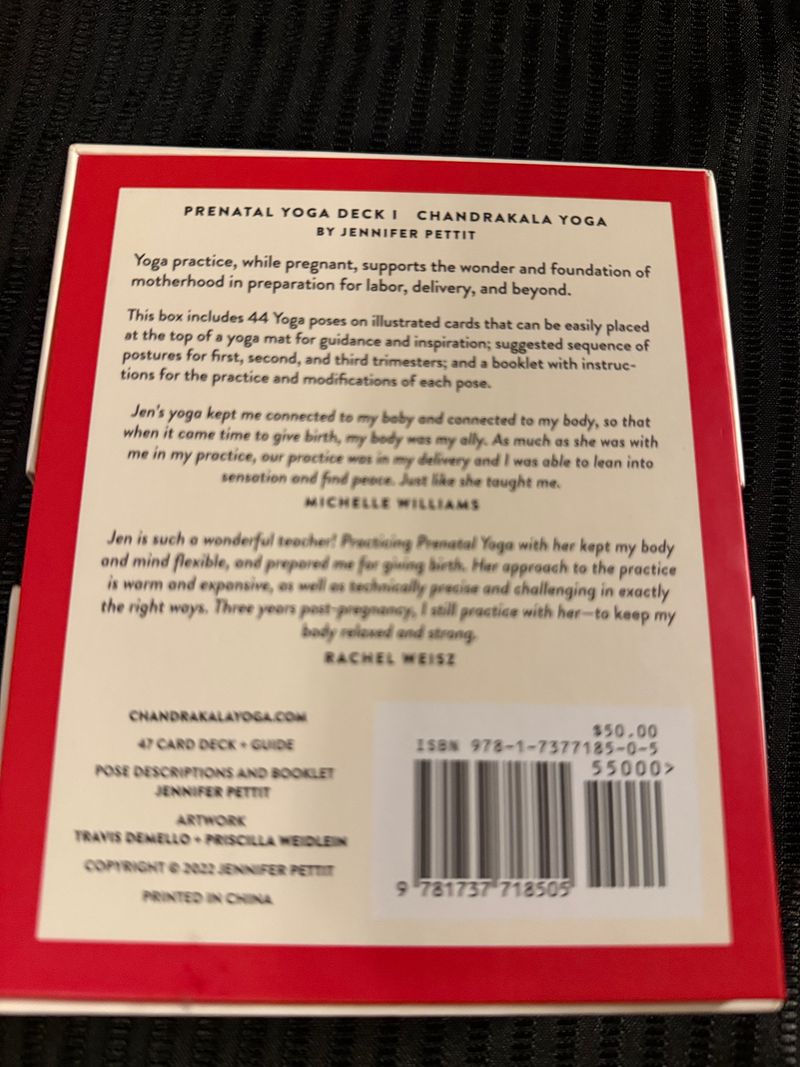 PRENATAL YOGA DECK I CHANDRAKALA YOGA
BY JENNIFER PETTIT
Yoga practice, while pregnant, supports the wonder and foundation of
motherhood in preparation for labor, delivery, and beyond.
This box includes 44 Yoga poses on illustrated cards that can be easily placed
at the top of a yoga mat for guidance and inspiration; suggested sequence of
postures for first, second, and third trimesters; and a booklet with instruc-
tions for the practice and modifications of each pose.
Jen's yoga kept me connected to my baby and connected to my body, so that
when it came time to give birth, my body was my ally. As much as she was with
me in my practice, our practice was in my delivery and I was able to lean into
sensation and find peace. Just like she taught me.
MICHELLE WILLIAMS
Jen is such a wonderful teacher! Practicing Prenatal Yoga with her kept my body
and mind flexible, and prepared me for giving birth. Her approach to the practice
is warm and expansive, as well as technically precise and challenging in exactly
the right ways. Three years post-pregnancy, I still practice with her—to keep my
body relaxed and strong.
RACHEL WEISZ
CHANDRAKALAYOGA.COM
47 CARD DECK + GUIDE
POSE DESCRIPTIONS AND BOOKLET
JENNIFER PETTIT
ARTWORK
TRAVIS DEMELLO + PRISCILLA WEIDLEIN
COPYRIGHT © 2022 JENNIFER PETTIT
PRINTED IN CHINA
$50.00
ISBN 978-1-7377185-0-5
55000>
9 781737 718505